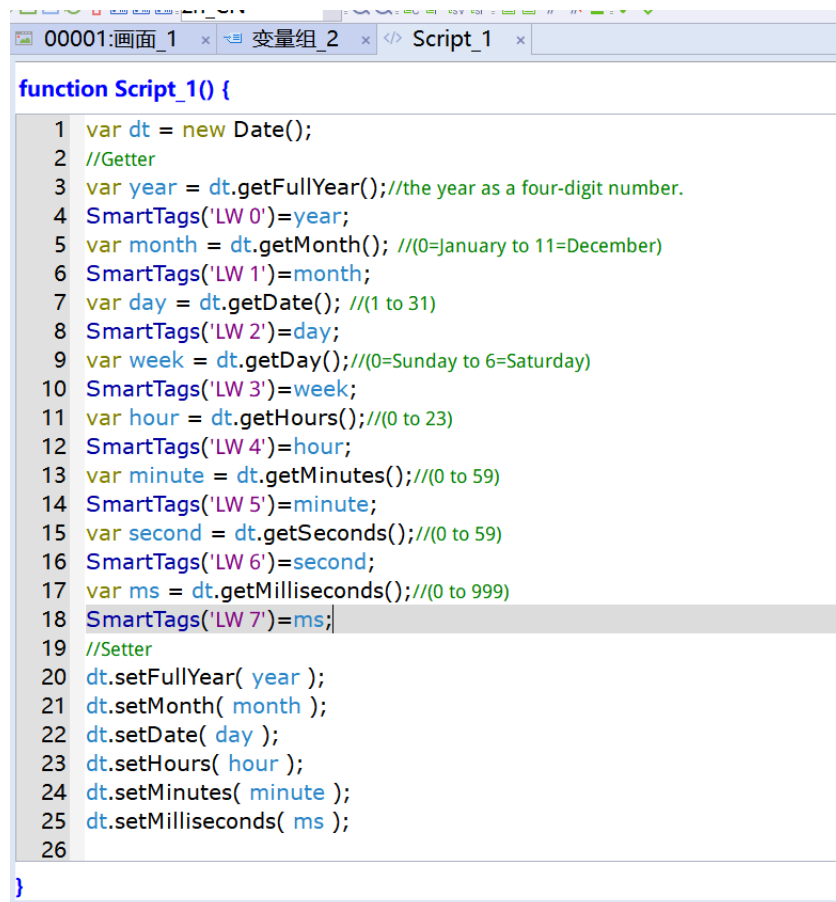 00001:画面_1 × 变量组_2 × </> Script_1 ×
function Script_1() {
1 var dt = new Date();
2 //Getter
3 var year = dt.getFullYear();//the year as a four-digit number.
4 SmartTags('LW 0')=year;
5 var month = dt.getMonth(); //(0=January to 11=December)
6 SmartTags('LW 1')=month;
7 var day = dt.getDate(); //(1 to 31)
8 SmartTags('LW 2')=day;
9 var week = dt.getDay();//(0=Sunday to 6=Saturday)
10 SmartTags('LW 3')=week;
11 var hour = dt.getHours();//(0 to 23)
12 SmartTags('LW 4')=hour;
13 var minute = dt.getMinutes();//(0 to 59)
14 SmartTags('LW 5')=minute;
15 var second = dt.getSeconds();//(0 to 59)
16 SmartTags('LW 6')=second;
17 var ms = dt.getMilliseconds();//(0 to 999)
18 SmartTags('LW 7')=ms;
19 //Setter
20 dt.setFullYear( year );
21 dt.setMonth( month );
22 dt.setDate( day );
23 dt.setHours( hour );
24 dt.setMinutes( minute );
25 dt.setMilliseconds( ms );
26
}